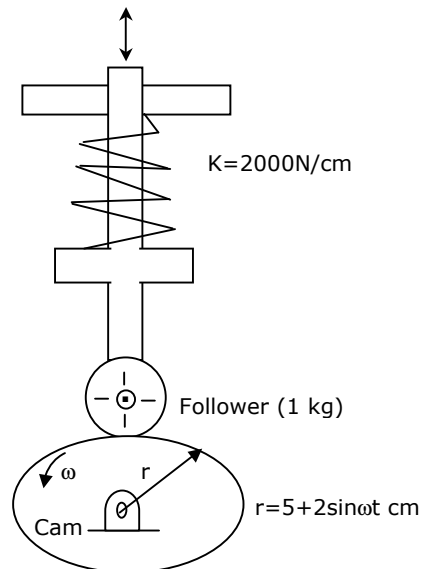 K=2000N/cm
Follower (1 kg)
ω
r
r=5+2sinωt cm
Cam